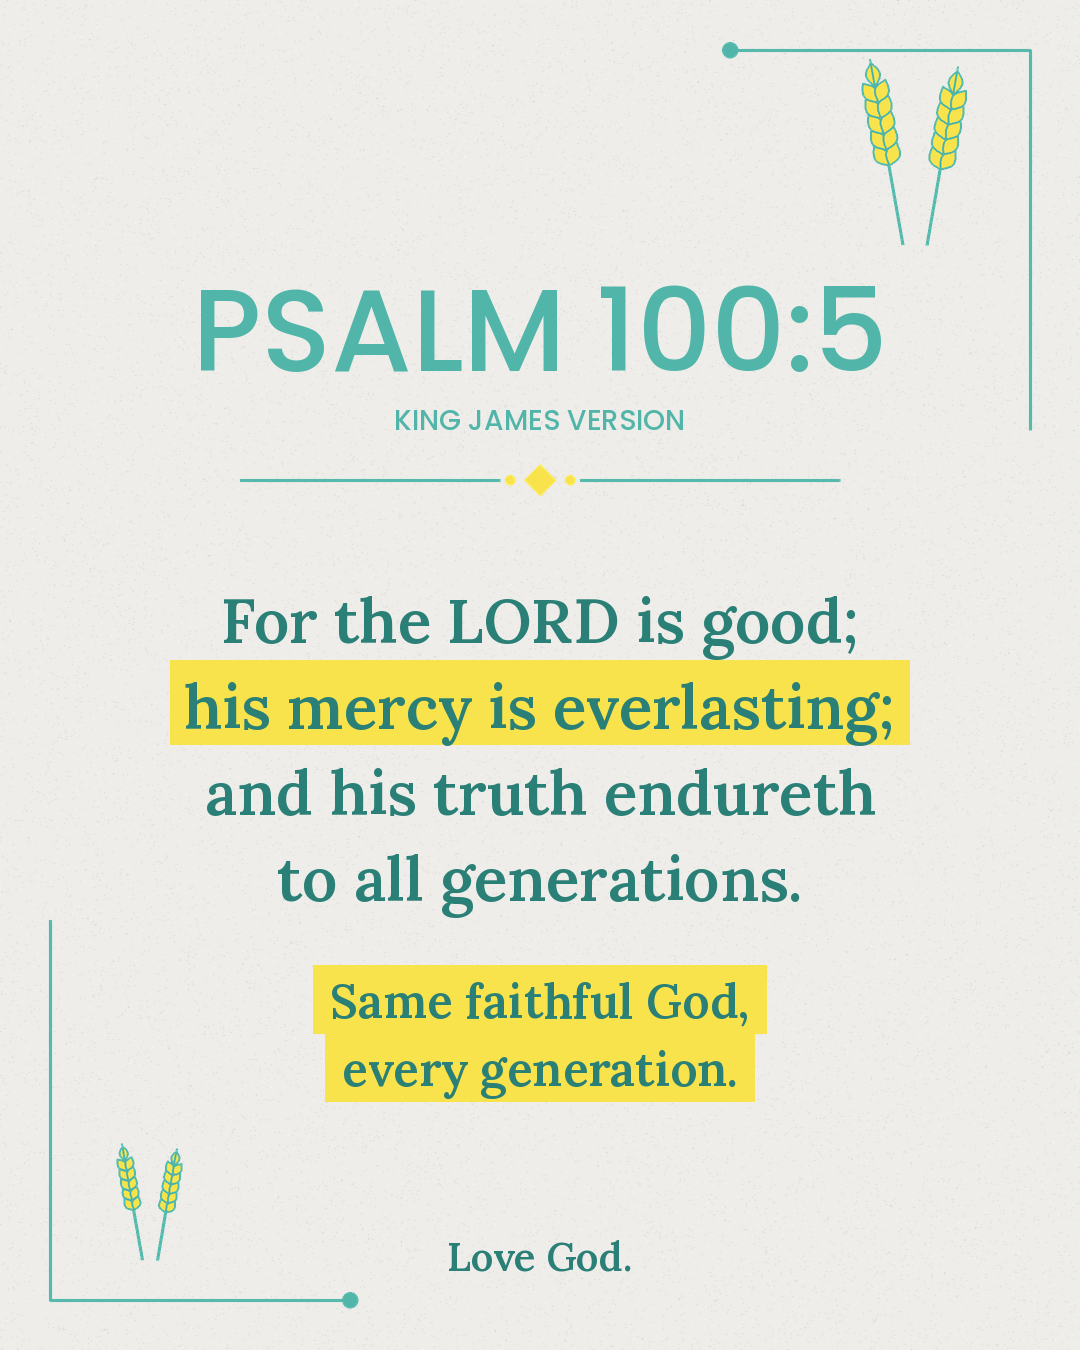 PSALM 100:5
KING JAMES VERSION
For the LORD is good;
his mercy is everlasting;
and his truth endureth
to all generations.
Same faithful God,
every generation.
Love God.